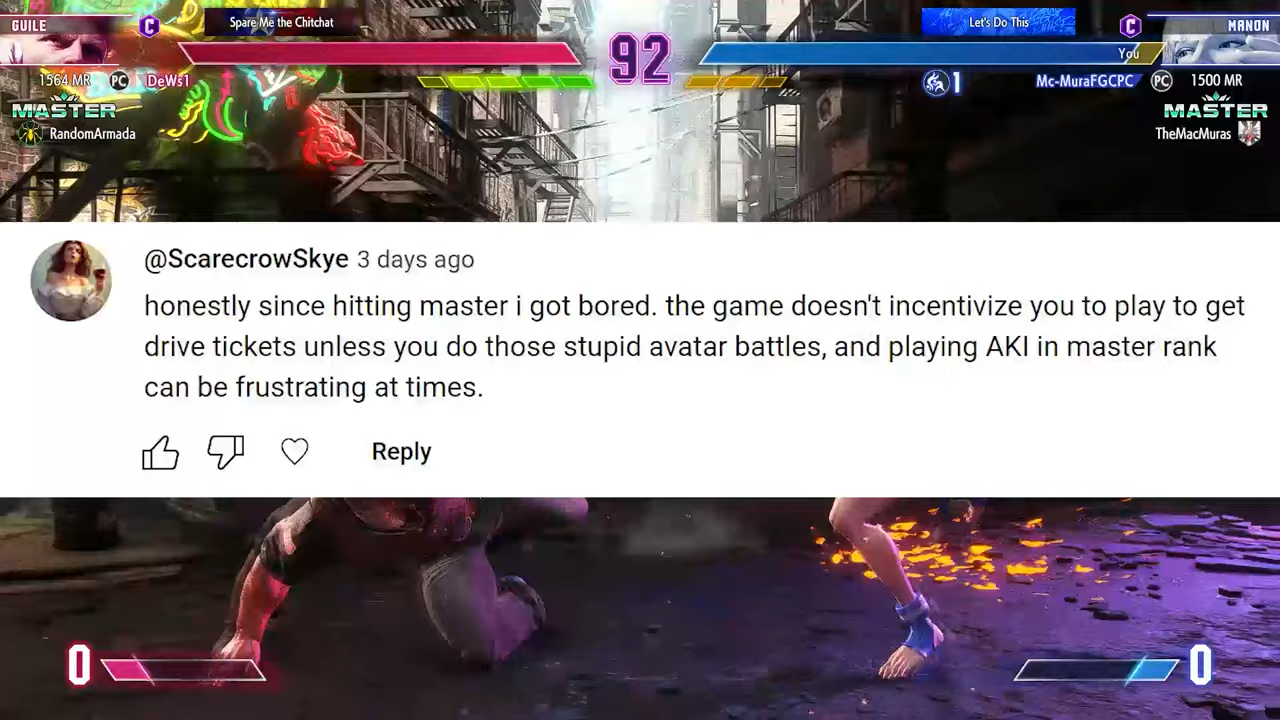 GUILE
C
Spare Me the Chitchat
92
Let's Do This
C
MANON
You
1564 MR PC DeWs1
1 Mc-MuraFGCPC PC 1500 MR
MASTER
MASTER
RandomArmada
TheMacMuras
@ScarecrowSkye 3 days ago
honestly since hitting master i got bored. the game doesn't incentivize you to play to get
drive tickets unless you do those stupid avatar battles, and playing AKI in master rank
can be frustrating at times.
Reply
0
0